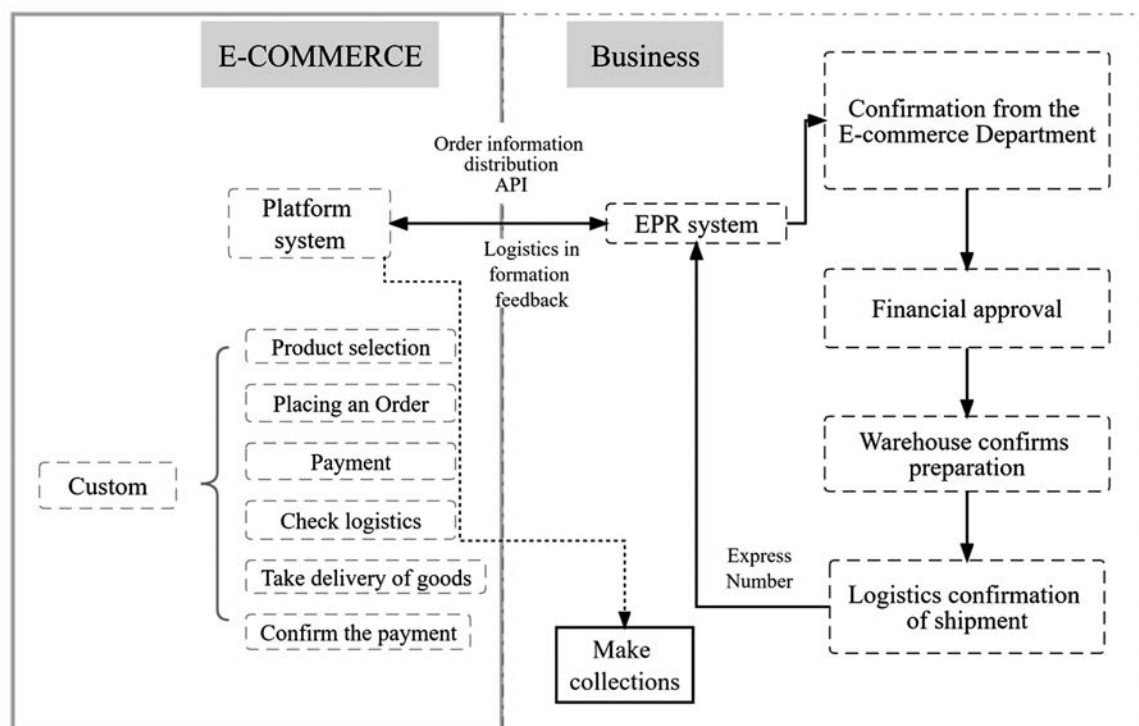 E-COMMERCE
Business
Confirmation from the
E-commerce Department
Order information
distribution
API
Platform
system
EPR system
Logistics in
formation
feedback
Financial approval
Product selection
Placing an Order
Payment
Check logistics
Take delivery of goods
Confirm the payment
Custom
Warehouse confirms
preparation
Express
Number
Logistics confirmation
of shipment
Make
collections